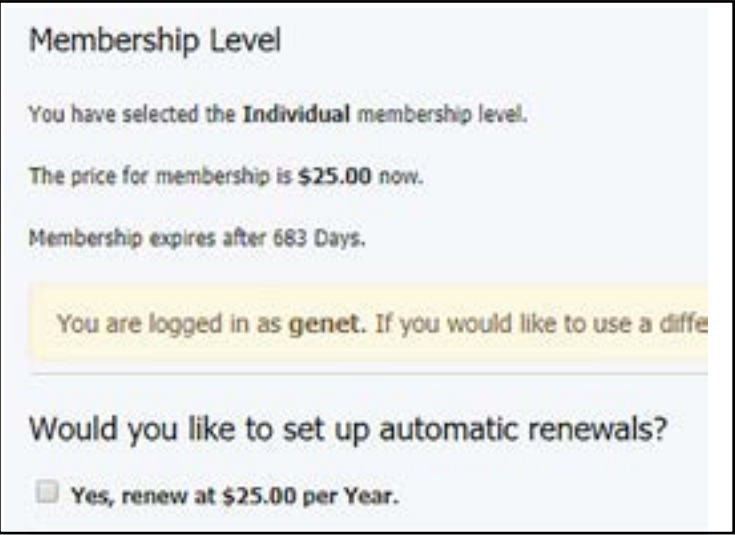 Membership Level
You have selected the Individual membership level.
The price for membership is $25.00 now.
Membership expires after 683 Days.
You are logged in as genet. If you would like to use a diffe
Would you like to set up automatic renewals?
Yes, renew at $25.00 per Year.